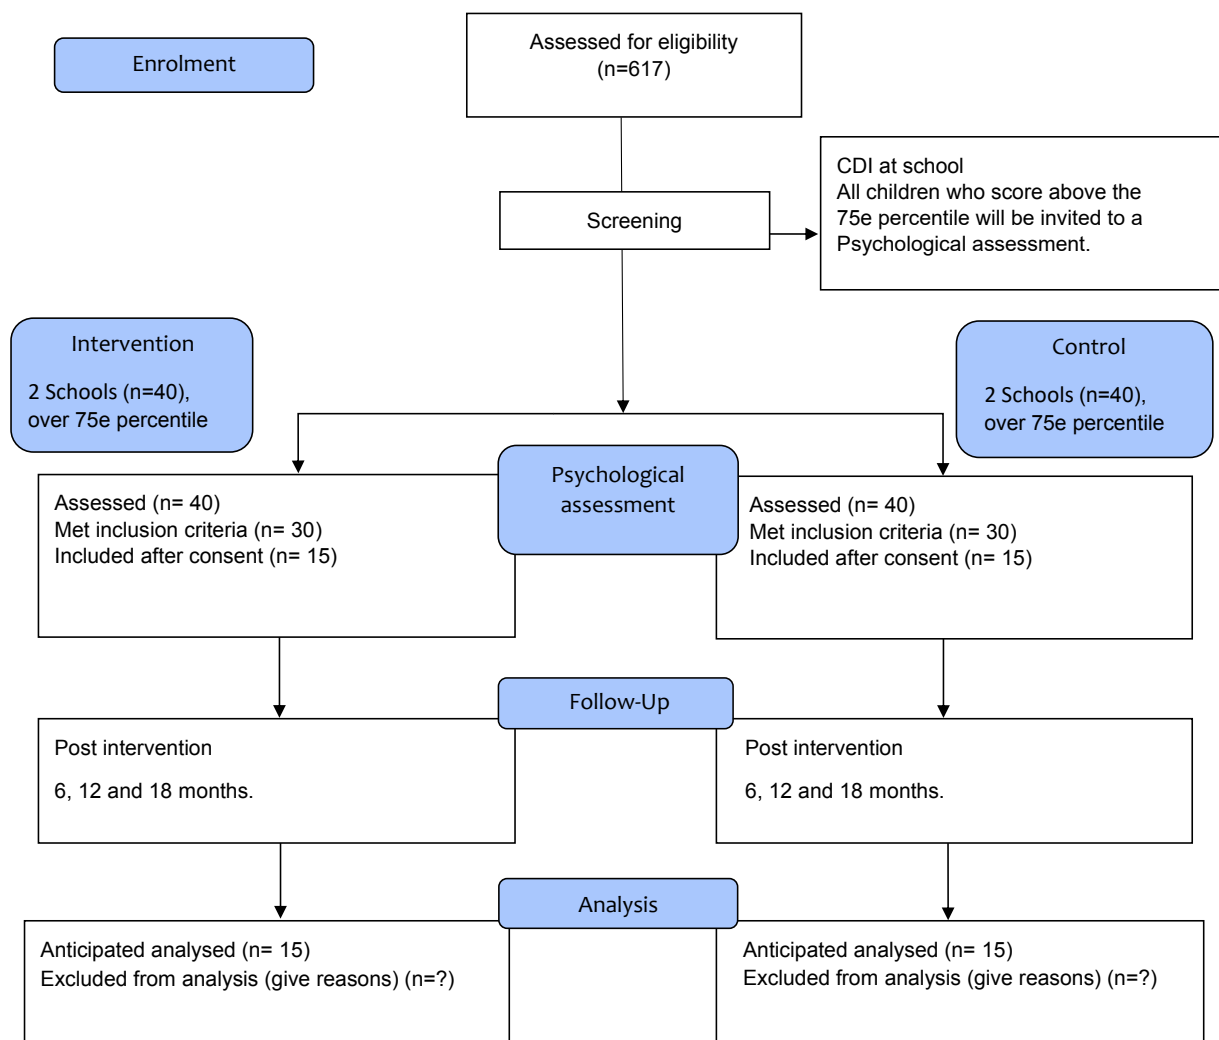 Enrolment
Assessed for eligibility
(n=617)
CDI at school
All children who score above the
75e percentile will be invited to a
Psychological assessment.
Screening
Intervention
2 Schools (n=40),
over 75e percentile
Control
2 Schools (n=40),
over 75e percentile
Psychological
assessment
Assessed (n= 40)
Met inclusion criteria (n= 30)
Included after consent (n= 15)
Assessed (n= 40)
Met inclusion criteria (n= 30)
Included after consent (n= 15)
Follow-Up
Post intervention
6, 12 and 18 months.
Post intervention
6, 12 and 18 months.
Analysis
Anticipated analysed (n= 15)
Excluded from analysis (give reasons) (n=?)
Anticipated analysed (n= 15)
Excluded from analysis (give reasons) (n=?)